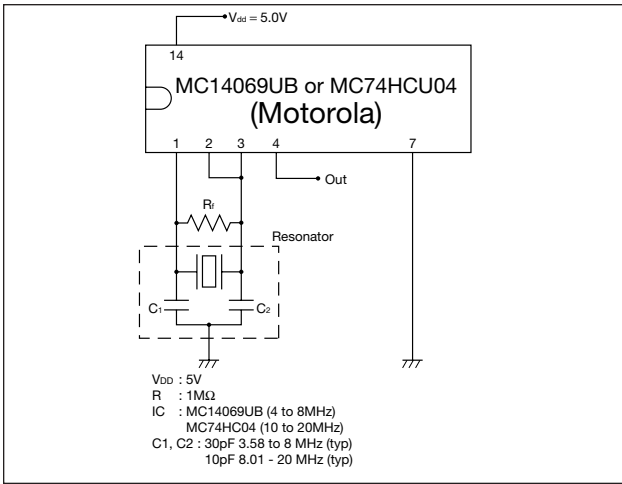 Vdd = 5.0V
14
MC14069UB or MC74HCU04
(Motorola)
1 2 3 4 7
Out
Rf
Resonator
C1 C2
VDD : 5V
R : 1MΩ
IC : MC14069UB (4 to 8MHz)
MC74HC04 (10 to 20MHz)
C1, C2 : 30pF 3.58 to 8 MHz (typ)
10pF 8.01 - 20 MHz (typ)